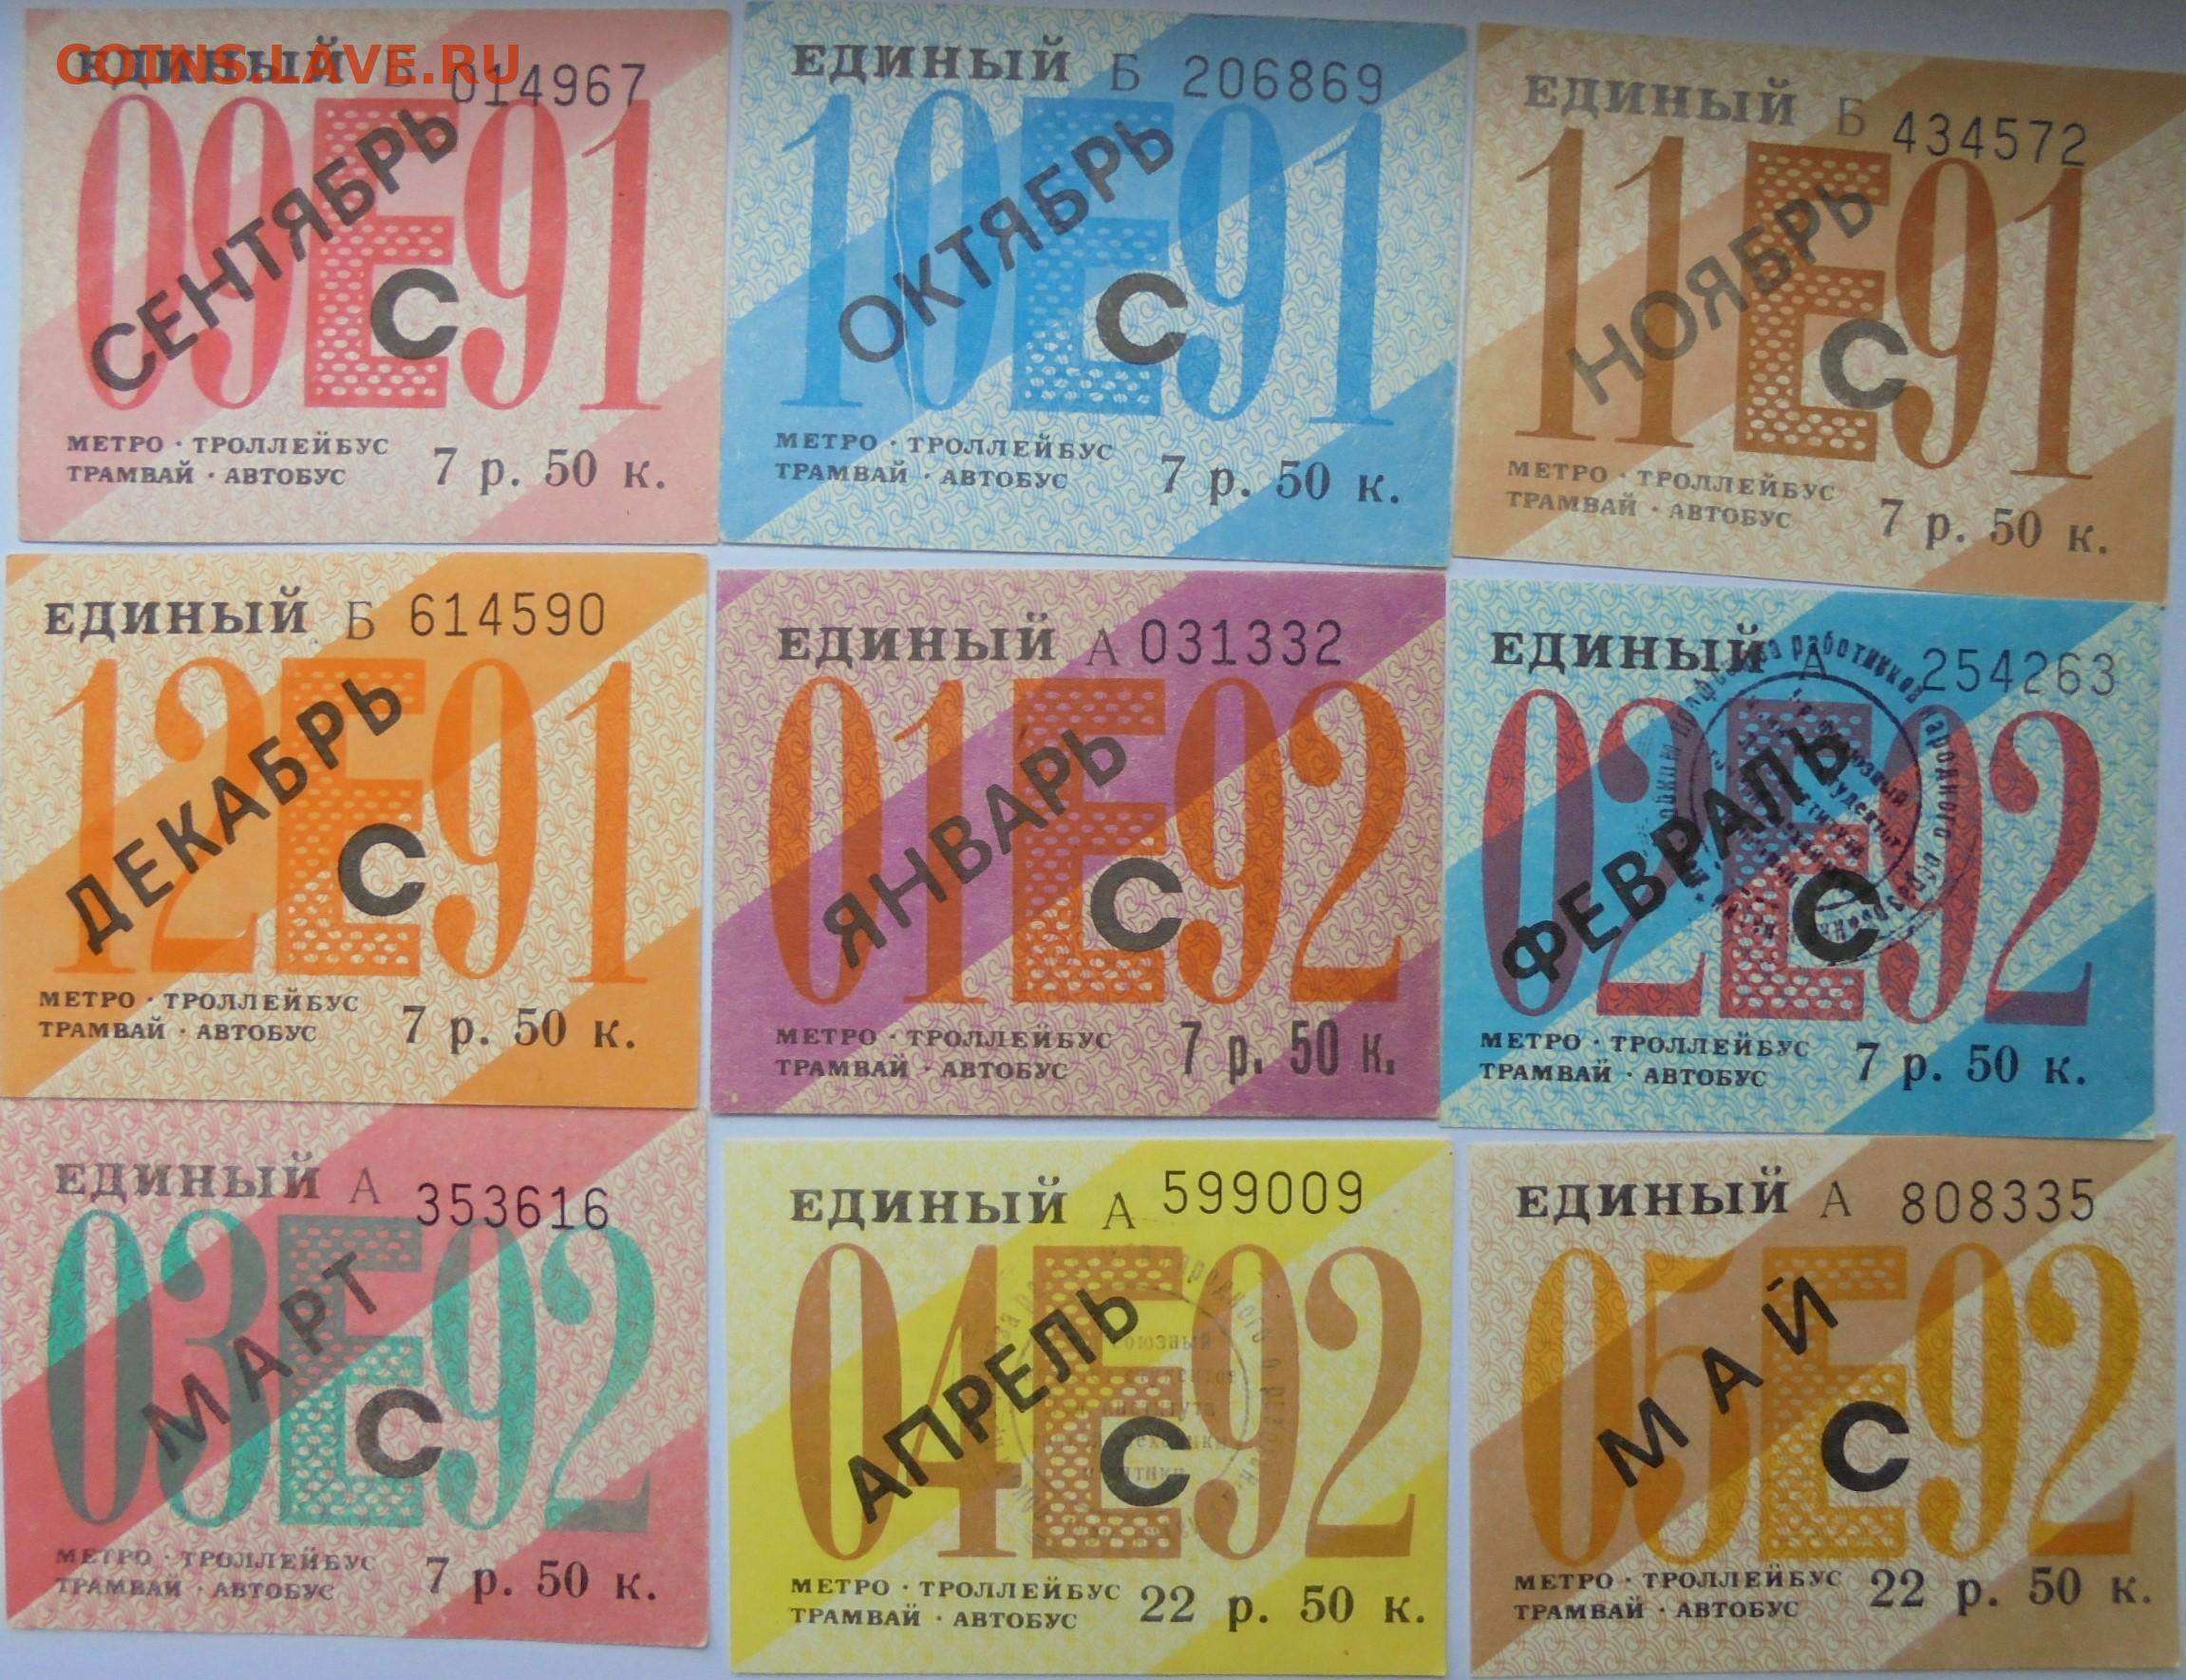 COINS.LAVE.RU
ЕДИНЫЙ Б 014967
09Е91
СЕНТЯБРЬ
С
МЕТРО · ТРОЛЛЕЙБУС
ТРАМВАЙ · АВТОБУС
7 р. 50 к.
ЕДИНЫЙ Б 206869
10Е91
ОКТЯБРЬ
С
МЕТРО · ТРОЛЛЕЙБУС
ТРАМВАЙ · АВТОБУС
7 р. 50 к.
ЕДИНЫЙ Б 434572
11Е91
НОЯБРЬ
С
МЕТРО · ТРОЛЛЕЙБУС
ТРАМВАЙ · АВТОБУС
7 р. 50 к.
ЕДИНЫЙ Б 614590
12Е91
ДЕКАБРЬ
С
МЕТРО · ТРОЛЛЕЙБУС
ТРАМВАЙ · АВТОБУС
7 р. 50 к.
ЕДИНЫЙ А 031332
01Е92
ЯНВАРЬ
С
МЕТРО · ТРОЛЛЕЙБУС
ТРАМВАЙ · АВТОБУС
7 р. 50 к.
ЕДИНЫЙ А 254263
02Е92
ФЕВРАЛЬ
С
работников народного
МЕТРО · ТРОЛЛЕЙБУС
ТРАМВАЙ · АВТОБУС
7 р. 50 к.
ЕДИНЫЙ А 353616
03Е92
МАРТ
С
МЕТРО · ТРОЛЛЕЙБУС
ТРАМВАЙ · АВТОБУС
7 р. 50 к.
ЕДИНЫЙ А 599009
04Е92
АПРЕЛЬ
С
МЕТРО · ТРОЛЛЕЙБУС
ТРАМВАЙ · АВТОБУС
22 р. 50 к.
ЕДИНЫЙ А 808335
05Е92
МАЙ
С
МЕТРО · ТРОЛЛЕЙБУС
ТРАМВАЙ · АВТОБУС
22 р. 50 к.